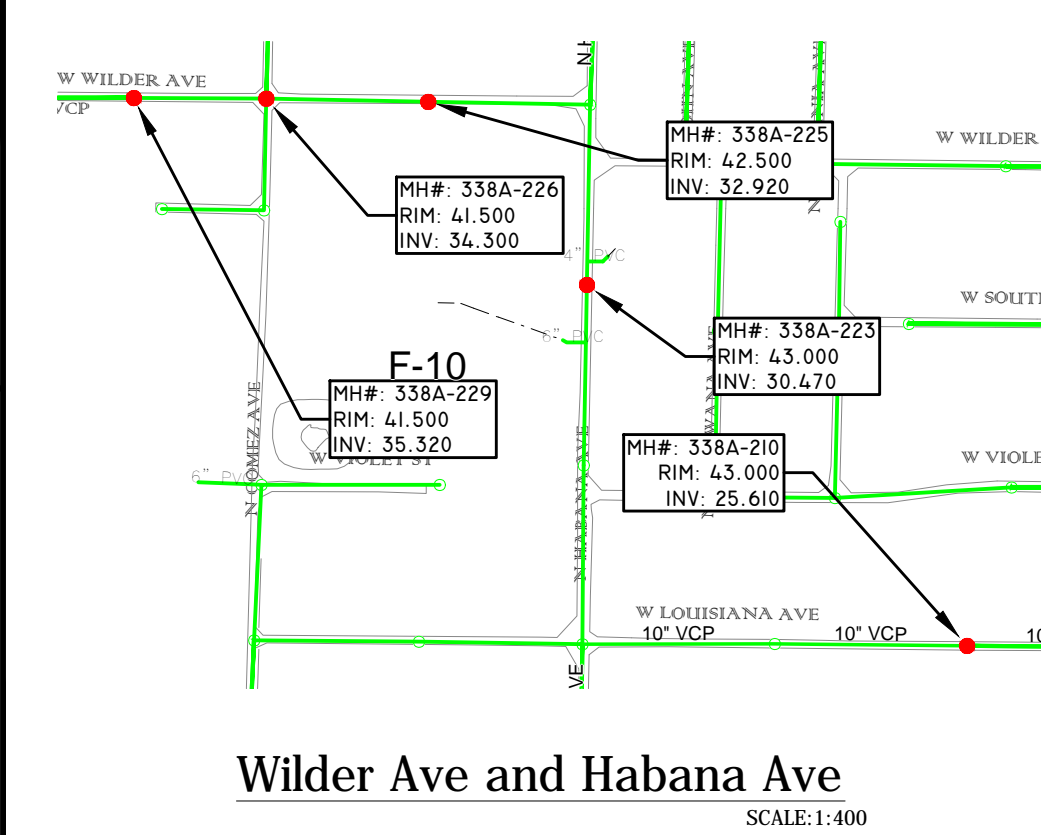 W WILDER AVE
VCP
MH#: 338A-225
RIM: 42.500
INV: 32.920
W WILDER
MH#: 338A-226
RIM: 41.500
INV: 34.300
4" PVC
W SOUTH
MH#: 338A-223
RIM: 43.000
INV: 30.470
6" PVC
F-10
MH#: 338A-229
RIM: 41.500
INV: 35.320
N GOMEZ AVE
W VIOLET ST
N HABANA AVE
MH#: 338A-210
RIM: 43.000
INV: 25.610
W VIOLE
6" PVC
W LOUISIANA AVE
10" VCP
10" VCP
10
VE
Wilder Ave and Habana Ave
SCALE:1:400